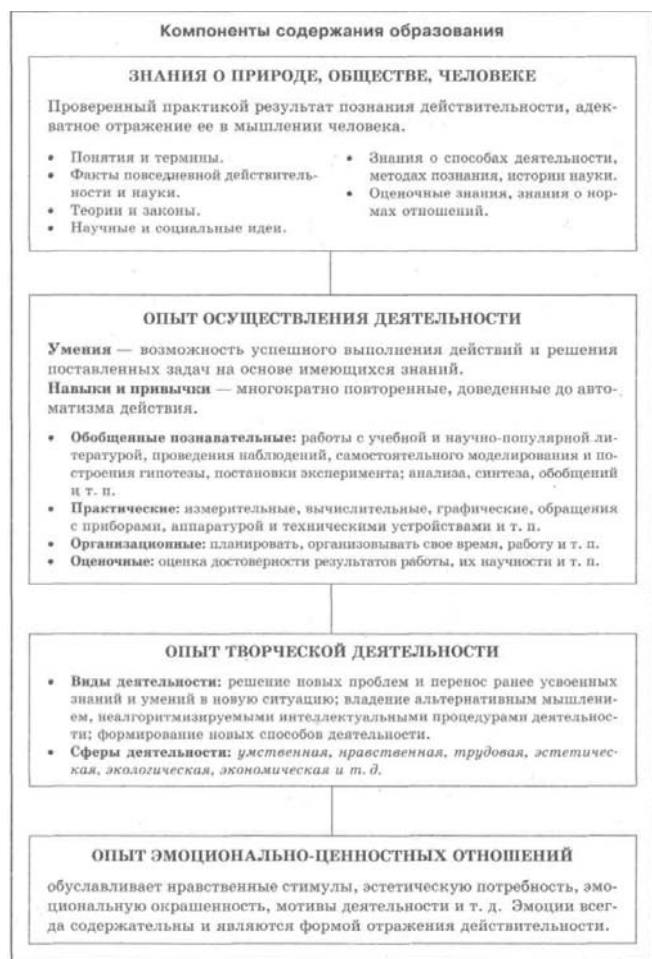 Компоненты содержания образования
ЗНАНИЯ О ПРИРОДЕ, ОБЩЕСТВЕ, ЧЕЛОВЕКЕ
Проверенный практикой результат познания действительности, адек-
ватное отражение ее в мышлении человека.
• Понятия и термины.
• Факты повседневной действитель-
ности и науки.
• Теории и законы.
• Научные и социальные идеи.
• Знания о способах деятельности,
методах познания, истории науки.
• Оценочные знания, знания о нор-
мах отношений.
ОПЫТ ОСУЩЕСТВЛЕНИЯ ДЕЯТЕЛЬНОСТИ
Умения — возможность успешного выполнения действий и решения
поставленных задач на основе имеющихся знаний.
Навыки и привычки — многократно повторенные, доведенные до авто-
матизма действия.
• Обобщенные познавательные: работы с учебной и научно-популярной ли-
тературой, проведения наблюдений, самостоятельного моделирования и по-
строения гипотезы, постановки эксперимента; анализа, синтеза, обобщений
и т. п.
• Практические: измерительные, вычислительные, графические, обращения
с приборами, аппаратурой и техническими устройствами и т. п.
• Организационные: планировать, организовывать свое время, работу и т. п.
• Оценочные: оценка достоверности результатов работы, их научности и т. п.
ОПЫТ ТВОРЧЕСКОЙ ДЕЯТЕЛЬНОСТИ
• Виды деятельности: решение новых проблем и перенос ранее усвоенных
знаний и умений в новую ситуацию; владение альтернативным мышлени-
ем, неалгоритмизируемыми интеллектуальными процедурами деятельнос-
ти; формирование новых способов деятельности.
• Сферы деятельности: умственная, нравственная, трудовая, эстетичес-
кая, экологическая, экономическая и т. д.
ОПЫТ ЭМОЦИОНАЛЬНО-ЦЕННОСТНЫХ ОТНОШЕНИЙ
обуславливает нравственные стимулы, эстетическую потребность, эмо-
циональную окрашенность, мотивы деятельности и т. д. Эмоции всег-
да содержательны и являются формой отражения действительности.